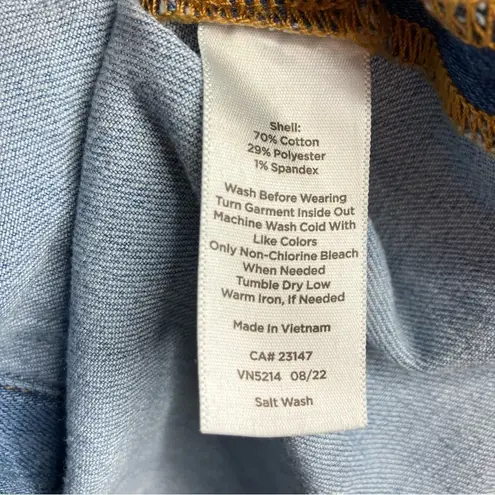 Shell:
70% Cotton
29% Polyester
1% Spandex
Wash Before Wearing
Turn Garment Inside Out
Machine Wash Cold With
Like Colors
Only Non-Chlorine Bleach
When Needed
Tumble Dry Low
Warm Iron, If Needed
Made In Vietnam
CA# 23147
VN5214 08/22
Salt Wash